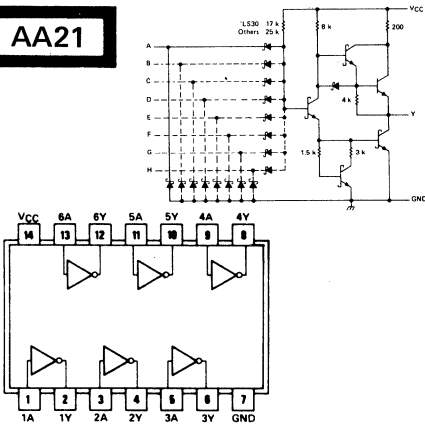 AA21
VCC
'LS30 17 k
Others 25 k
8 k
200
A
B
C
D
E
F
G
H
4 k
Y
1.5 k
3 k
GND
VCC 6A 6Y 5A 5Y 4A 4Y
14 13 12 11 10 9 8
1 2 3 4 5 6 7
1A 1Y 2A 2Y 3A 3Y GND